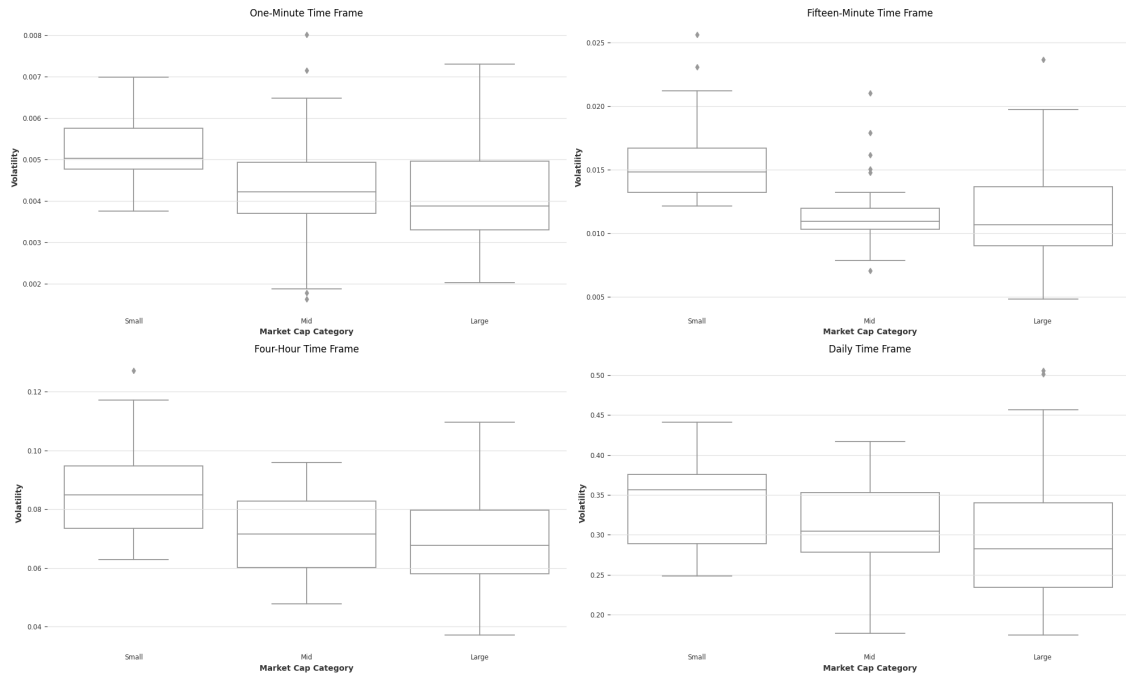 One-Minute Time Frame
0.008
0.007
0.006
0.005
0.004
0.003
0.002
Volatility
Small
Mid
Large
Market Cap Category
Fifteen-Minute Time Frame
0.025
0.020
0.015
0.010
0.005
Volatility
Small
Mid
Large
Market Cap Category
Four-Hour Time Frame
0.12
0.10
0.08
0.06
0.04
Volatility
Small
Mid
Large
Market Cap Category
Daily Time Frame
0.50
0.45
0.40
0.35
0.30
0.25
0.20
Volatility
Small
Mid
Large
Market Cap Category